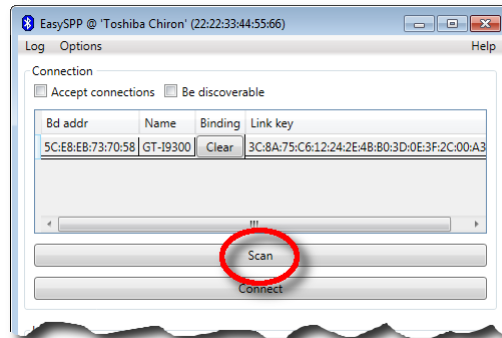 EasySPP @ 'Toshiba Chiron' (22:22:33:44:55:66)
Log Options Help
Connection
Accept connections Be discoverable
Bd addr Name Binding Link key
5C:E8:EB:73:70:58 GT-I9300 Clear 3C:8A:75:C6:12:24:2E:4B:B0:3D:0E:3F:2C:00:A3
Scan
Connect